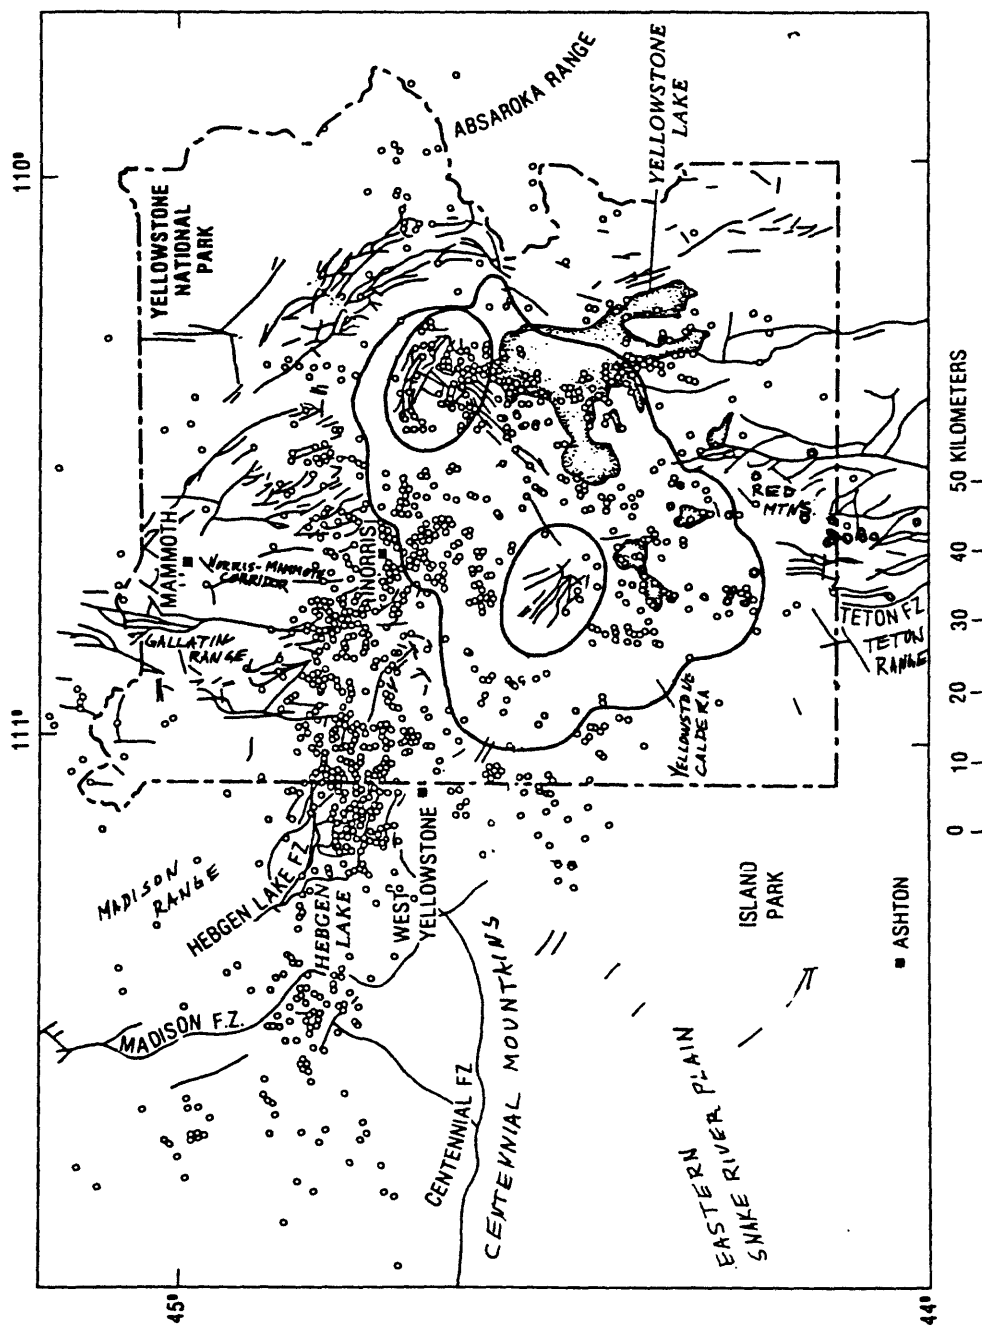 111°
110°
45°
44°
YELLOWSTONE
NATIONAL
PARK
ABSAROKA RANGE
YELLOWSTONE
LAKE
MAMMOTH
NORRIS-MAMMOTH
CORRIDOR
NORRIS
GALLATIN
RANGE
MADISON
RANGE
HEBGEN LAKE FZ
HEBGEN
LAKE
WEST
YELLOWSTONE
MADISON F.Z.
CENTENNIAL FZ
CENTENNIAL MOUNTAINS
YELLOWSTONE
CALDERA
RED
MTNS
TETON FZ
TETON
RANGE
ISLAND
PARK
ASHTON
EASTERN
SNAKE RIVER PLAIN
0 10 20 30 40 50 KILOMETERS